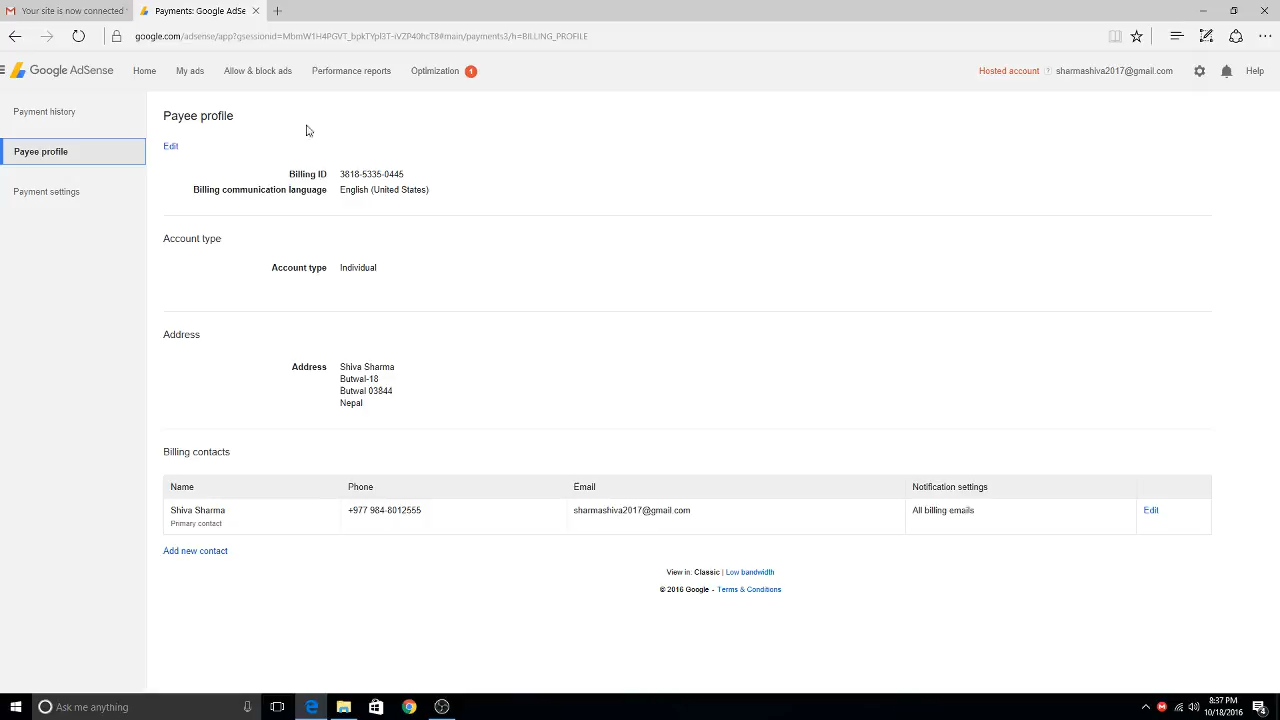 Your site is now connected
Payments: Google AdSe
google.com/adsense/app?gsessionid=MbmW1H4PGVT_bpkTYpl3T-iVZP40hcT8#main/payments3/h=BILLING_PROFILE
Google AdSense
Home
My ads
Allow & block ads
Performance reports
Optimization 1
Hosted account ? sharmashiva2017@gmail.com
Help
Payment history
Payee profile
Payment settings
Payee profile
Edit
Billing ID 3818-5335-0445
Billing communication language English (United States)
Account type
Account type Individual
Address
Address Shiva Sharma
Butwal-18
Butwal 03844
Nepal
Billing contacts
Name Phone Email Notification settings
Shiva Sharma +977 984-8012555 sharmashiva2017@gmail.com All billing emails Edit
Primary contact
Add new contact
View in: Classic | Low bandwidth
© 2016 Google - Terms & Conditions
Ask me anything
8:37 PM
10/18/2016